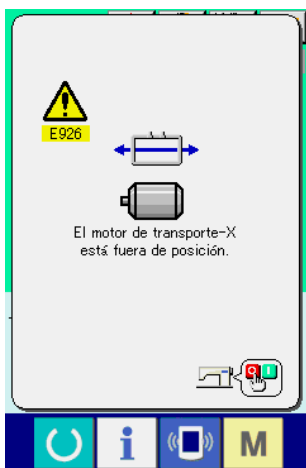 E926
El motor de transporte-X
está fuera de posición.
i
M